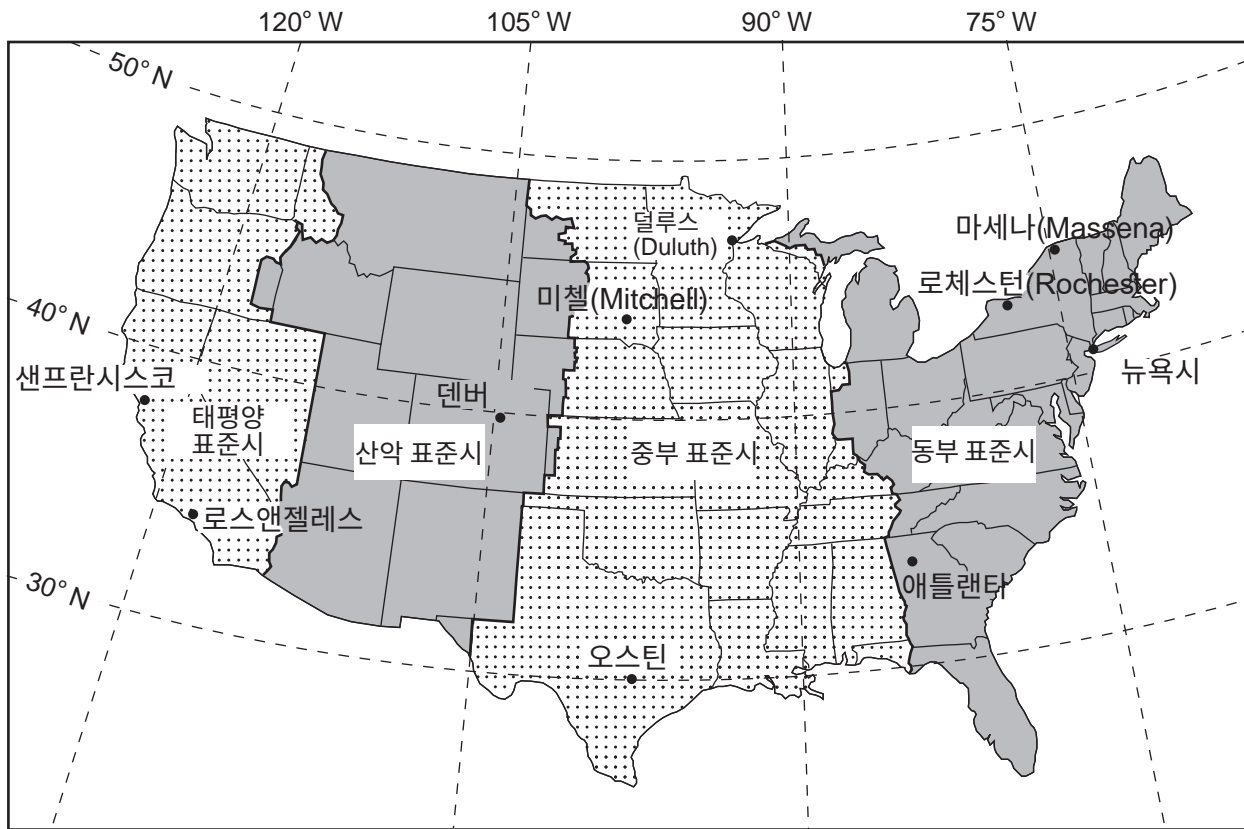 120° W
105° W
90° W
75° W
50° N
40° N
30° N
덜루스
(Duluth)
마세나(Massena)
로체스턴(Rochester)
미첼(Mitchell)
뉴욕시
샌프란시스코
덴버
태평양
표준시
산악 표준시
중부 표준시
동부 표준시
로스앤젤레스
애틀랜타
오스틴